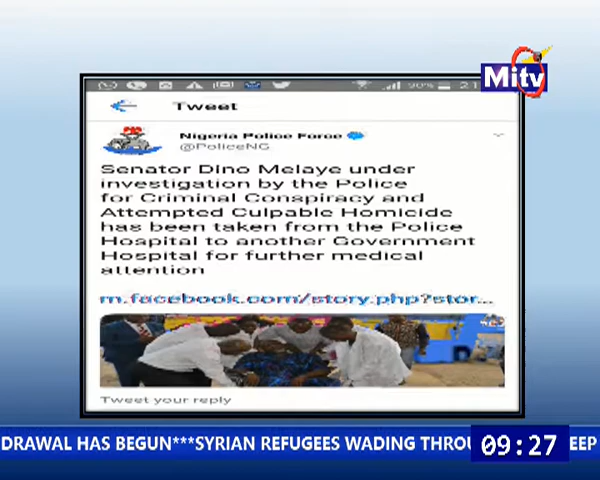 Mitv
90%
Tweet
Nigeria Police Force
@PoliceNG
Senator Dino Melaye under
investigation by the Police
for Criminal Conspiracy and
Attempted Culpable Homicide
has been taken from the Police
Hospital to another Government
Hospital for further medical
attention
m.facebook.com/story.php?stor...
Tweet your reply
DRAWAL HAS BEGUN***SYRIAN REFUGEES WADING THROU
09:27
EEP